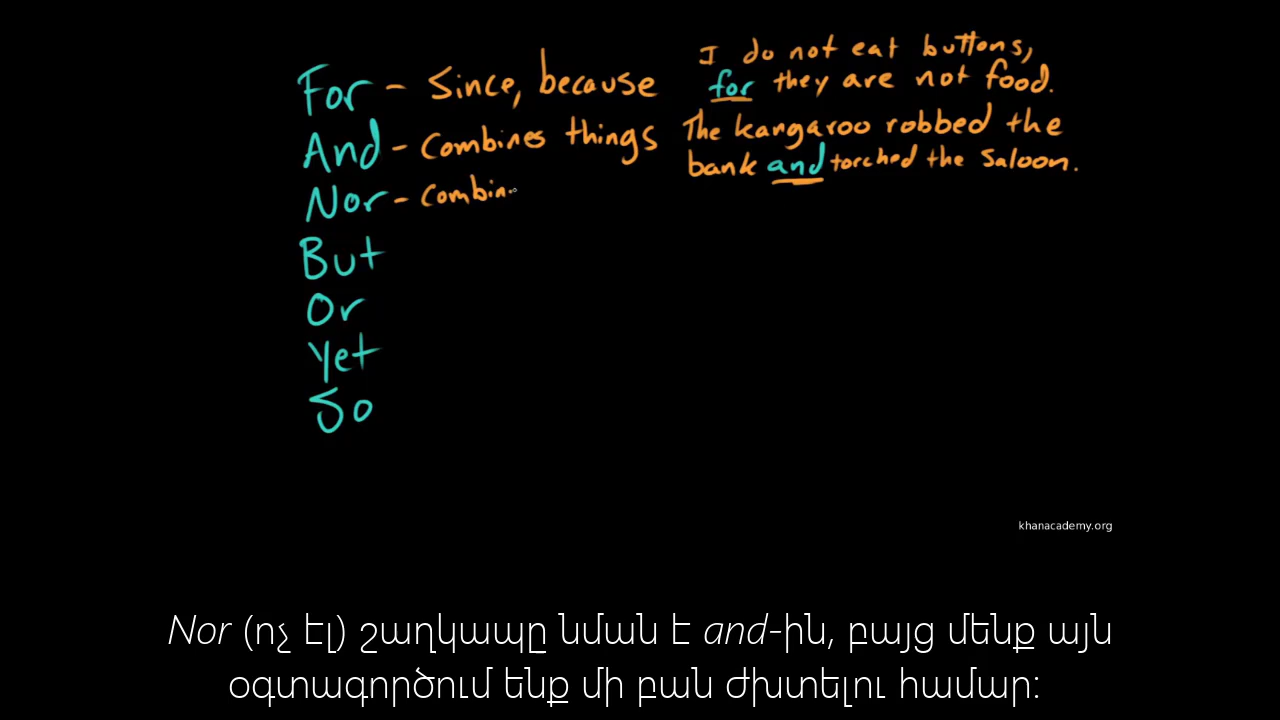 For - Since, because
I do not eat buttons,
for they are not food.
And - Combines things
The kangaroo robbed the
bank and torched the saloon.
Nor - Combin
But
Or
Yet
So
khanacademy.org
Nor (ոչ էլ) շաղկապը նման է and-ին, բայց մենք այն
օգտագործում ենք մի բան ժխտելու համար: